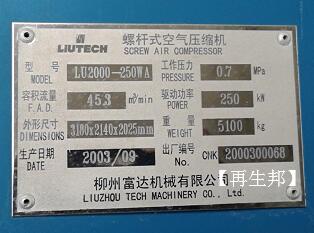 LIUTECH
螺杆式空气压缩机
SCREW AIR COMPRESSOR
型号 MODEL LU2000-250WA
工作压力 PRESSURE 0.7 MPa
容积流量 F.A.D. 45.3 m³/min
驱动功率 POWER 250 kW
外形尺寸 DIMENSIONS 3180x2140x2025mm
重量 WEIGHT 5100 kg
生产日期 DATE 2003/09
出厂编号 No. CNK 2000300068
柳州富达机械有限公司
LIUZHOU TECH MACHINERY CO., Ltd.
【再生邦】